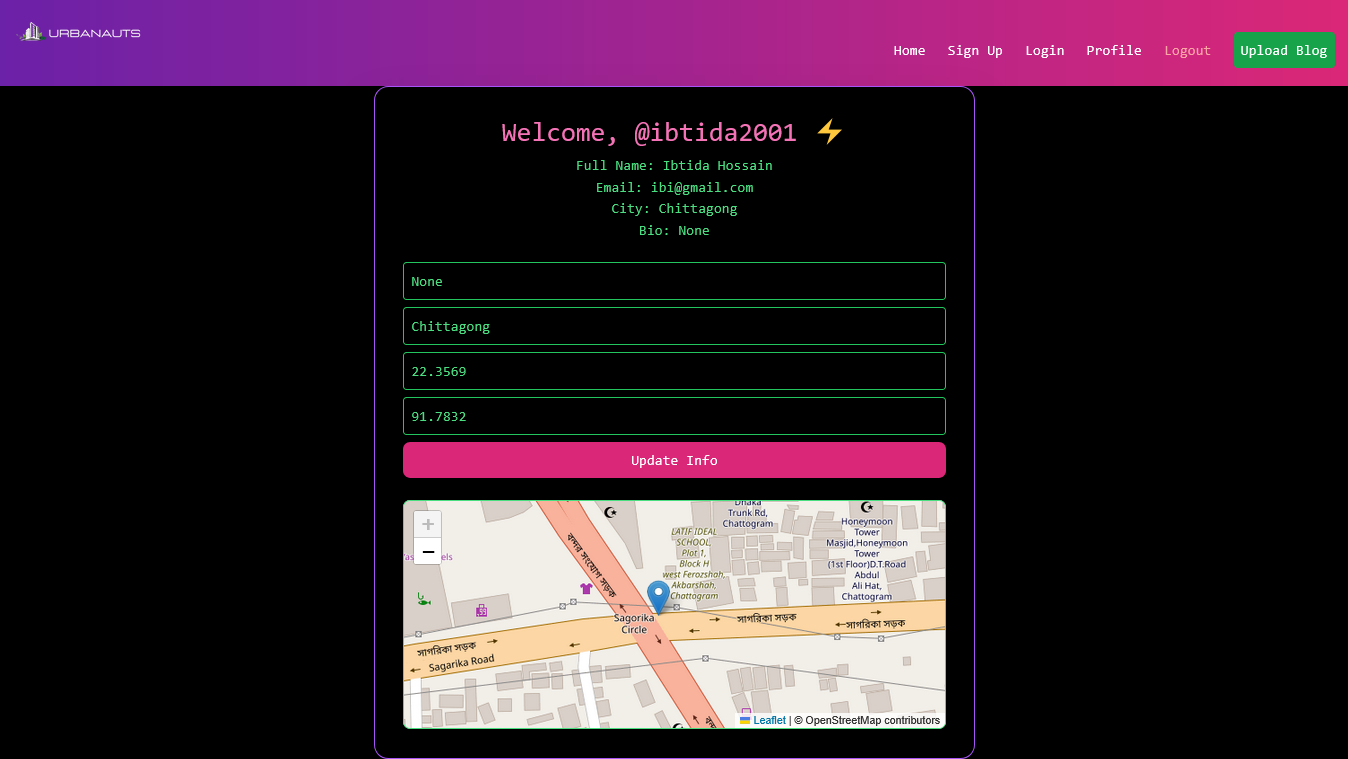 URBANAUTS
Home Sign Up Login Profile Logout Upload Blog
Welcome, @ibtida2001 ⚡
Full Name: Ibtida Hossain
Email: ibi@gmail.com
City: Chittagong
Bio: None
None
Chittagong
22.3569
91.7832
Update Info
+
−
Dhaka
Trunk Rd,
Chattogram
Honeymoon
Tower
Masjid,Honeymoon
Tower
(1st Floor)D.T.Road
Abdul
Ali Hat,
Chattogram
LATIF IDEAL
SCHOOL,
Plot 1,
Block H
west Ferozshah,
Akbarshah,
Chattogram
বন্দর সংযোগ সড়ক
Sagorika
Circle
সাগরিকা সড়ক
সাগরিকা সড়ক
সাগরিকা সড়ক
Sagarika Road
Leaflet | © OpenStreetMap contributors